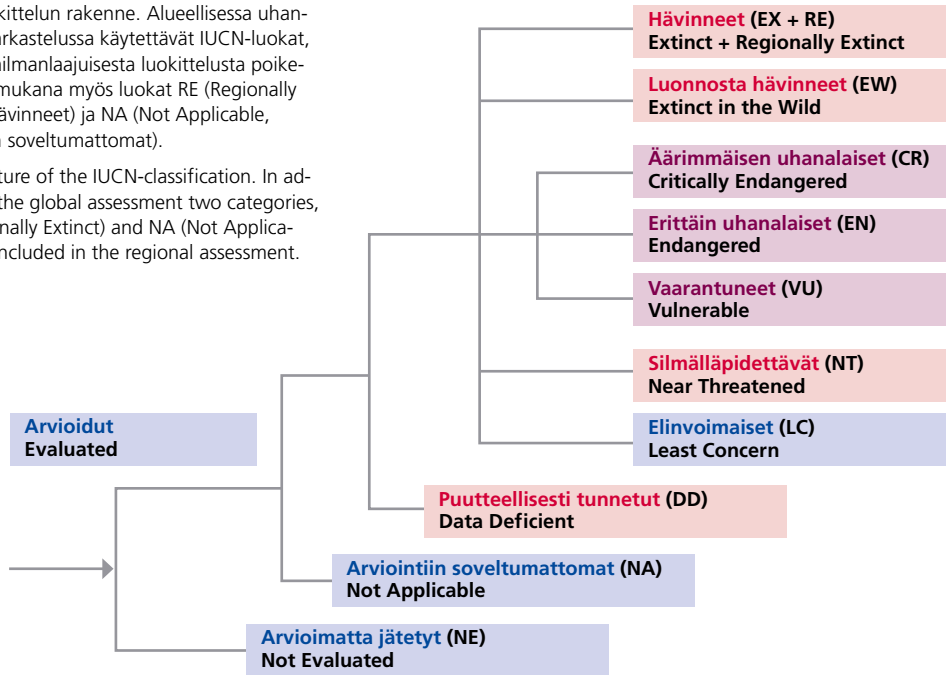 kittelun rakenne. Alueellisessa uhan-
arkastelussa käytettävät IUCN-luokat,
ilmanlaajuisesta luokittelusta poike-
mukana myös luokat RE (Regionally
ävinneet) ja NA (Not Applicable,
soveltumattomat).
ture of the IUCN-classification. In ad-
the global assessment two categories,
nally Extinct) and NA (Not Applica-
ncluded in the regional assessment.
Hävinneet (EX + RE)
Extinct + Regionally Extinct
Luonnosta hävinneet (EW)
Extinct in the Wild
Äärimmäisen uhanalaiset (CR)
Critically Endangered
Erittäin uhanalaiset (EN)
Endangered
Vaarantuneet (VU)
Vulnerable
Silmälläpidettävät (NT)
Near Threatened
Elinvoimaiset (LC)
Least Concern
Arvioidut
Evaluated
Puutteellisesti tunnetut (DD)
Data Deficient
Arviointiin soveltumattomat (NA)
Not Applicable
Arvioimatta jätetyt (NE)
Not Evaluated